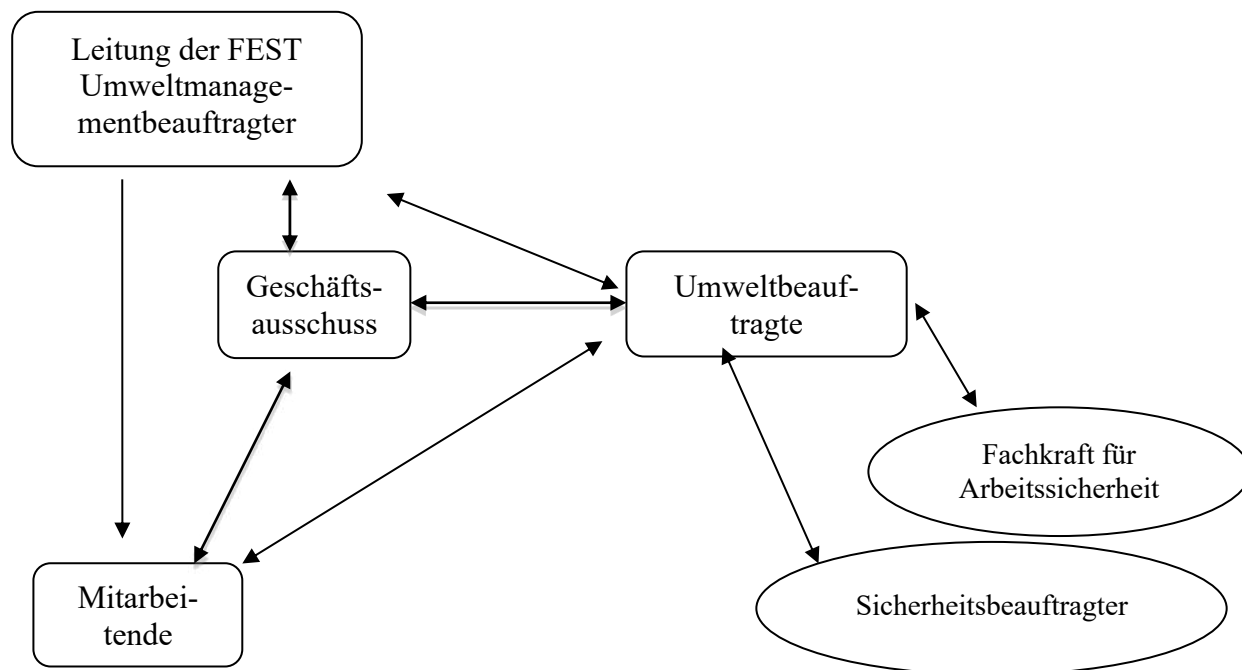 Leitung der FEST
Umweltmanage-
mentbeauftragter
Geschäfts-
ausschuss
Umweltbeauf-
tragte
Fachkraft für
Arbeitssicherheit
Mitarbei-
tende
Sicherheitsbeauftragter